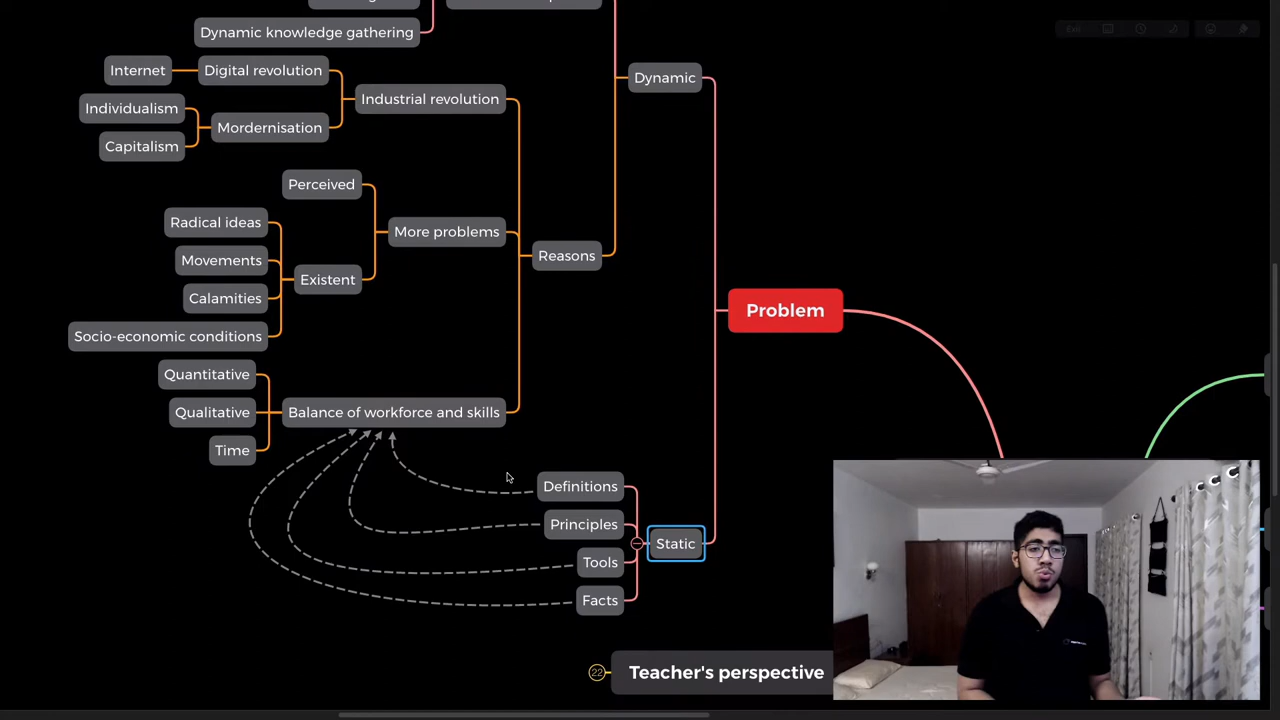 Dynamic knowledge gathering
Internet
Digital revolution
Dynamic
Individualism
Industrial revolution
Mordernisation
Capitalism
Perceived
Radical ideas
More problems
Movements
Reasons
Existent
Calamities
Problem
Socio-economic conditions
Quantitative
Qualitative
Balance of workforce and skills
Time
Definitions
Principles
Static
Tools
Facts
22
Teacher's perspective
Exit